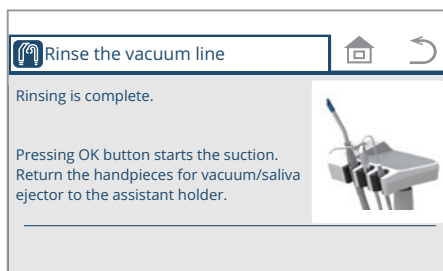 Rinse the vacuum line
Rinsing is complete.
Pressing OK button starts the suction.
Return the handpieces for vacuum/saliva
ejector to the assistant holder.